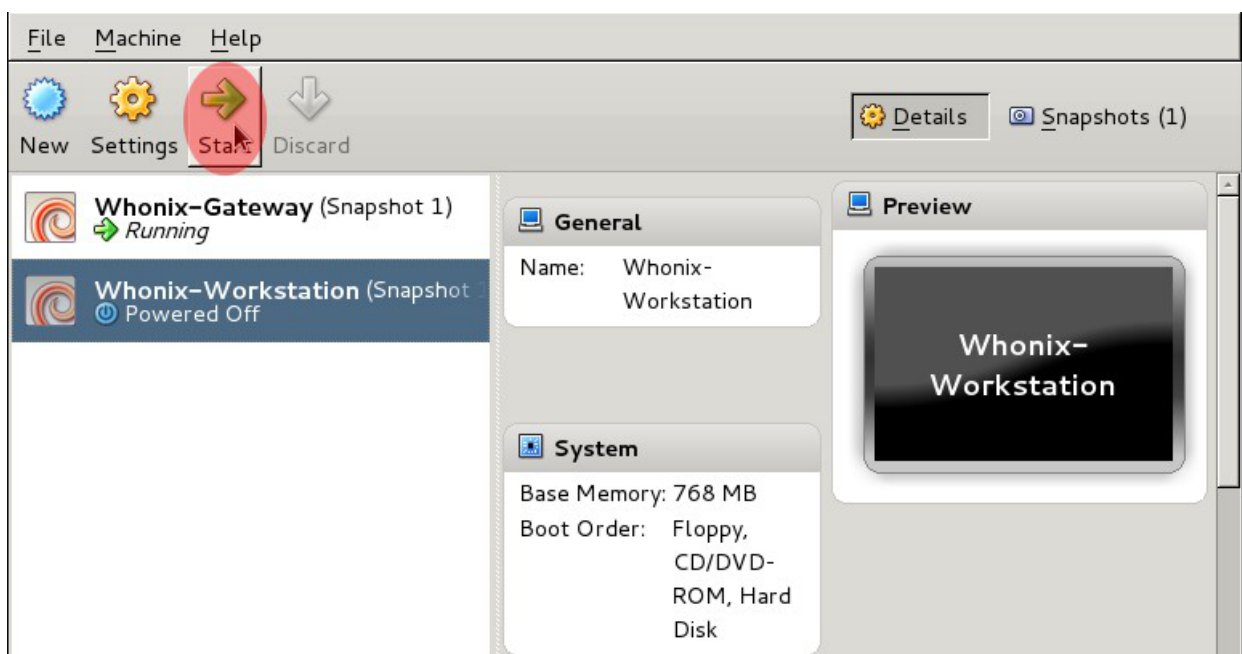 File Machine Help
New Settings Start Discard
Details Snapshots (1)
Whonix-Gateway (Snapshot 1)
Running
Whonix-Workstation (Snapshot
Powered Off
General
Name: Whonix-
Workstation
System
Base Memory: 768 MB
Boot Order: Floppy,
CD/DVD-
ROM, Hard
Disk
Preview
Whonix-
Workstation